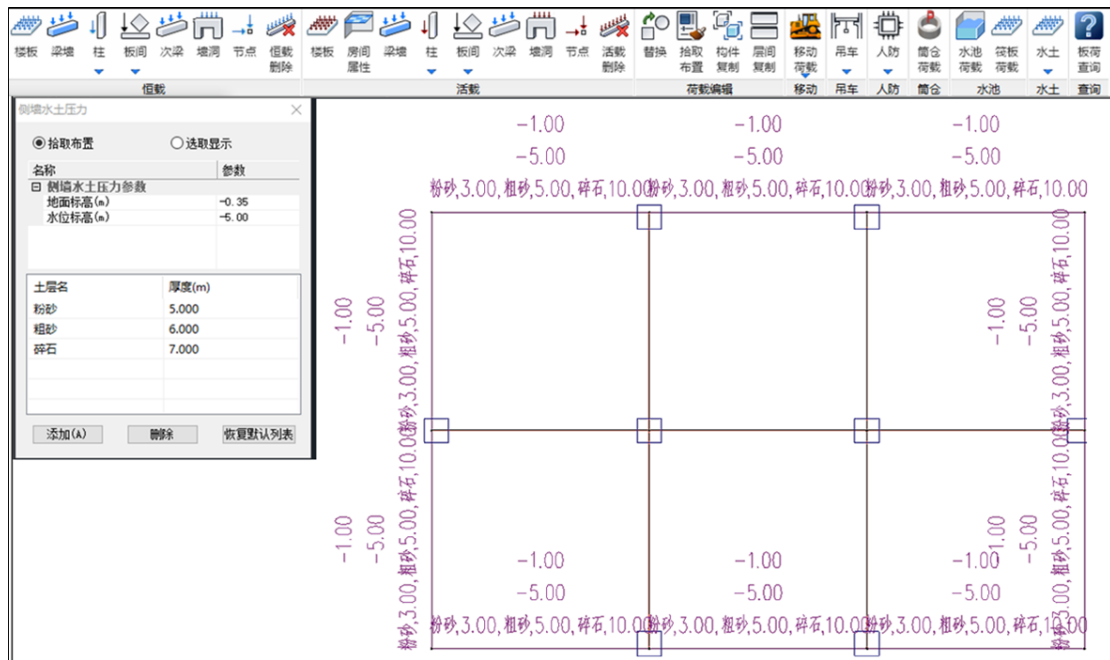 楼板 梁墙 柱 板间 次梁 墙洞 节点 恒载删除 楼板 房间属性 梁墙 柱 板间 次梁 墙洞 节点 活载删除 替换 拾取布置 构件复制 层间复制 移动荷载 吊车 人防 筒仓荷载 水池荷载 筏板荷载 水土 板荷查询
恒载 活载 荷载编辑 移动 吊车 人防 筒仓 水池 水土 查询
侧墙水土压力
拾取布置 选取显示
名称 参数
侧墙水土压力参数
地面标高(m) -0.35
水位标高(m) -5.00
土层名 厚度(m)
粉砂 5.000
粗砂 6.000
碎石 7.000
添加(A) 删除 恢复默认列表
-1.00 -1.00 -1.00
-5.00 -5.00 -5.00
粉砂,3.00,粗砂,5.00,碎石,10.00 粉砂,3.00,粗砂,5.00,碎石,10.00 粉砂,3.00,粗砂,5.00,碎石,10.00
-1.00
-5.00
粉砂,3.00,粗砂,5.00,碎石,10.00
-1.00
-5.00
粉砂,3.00,粗砂,5.00,碎石,10.00
-1.00
-5.00
粉砂,3.00,粗砂,5.00,碎石,10.00
-1.00
-5.00
粉砂,3.00,粗砂,5.00,碎石,10.00
-1.00 -1.00 -1.00
-5.00 -5.00 -5.00
粉砂,3.00,粗砂,5.00,碎石,10.00 粉砂,3.00,粗砂,5.00,碎石,10.00 粉砂,3.00,粗砂,5.00,碎石,10.00